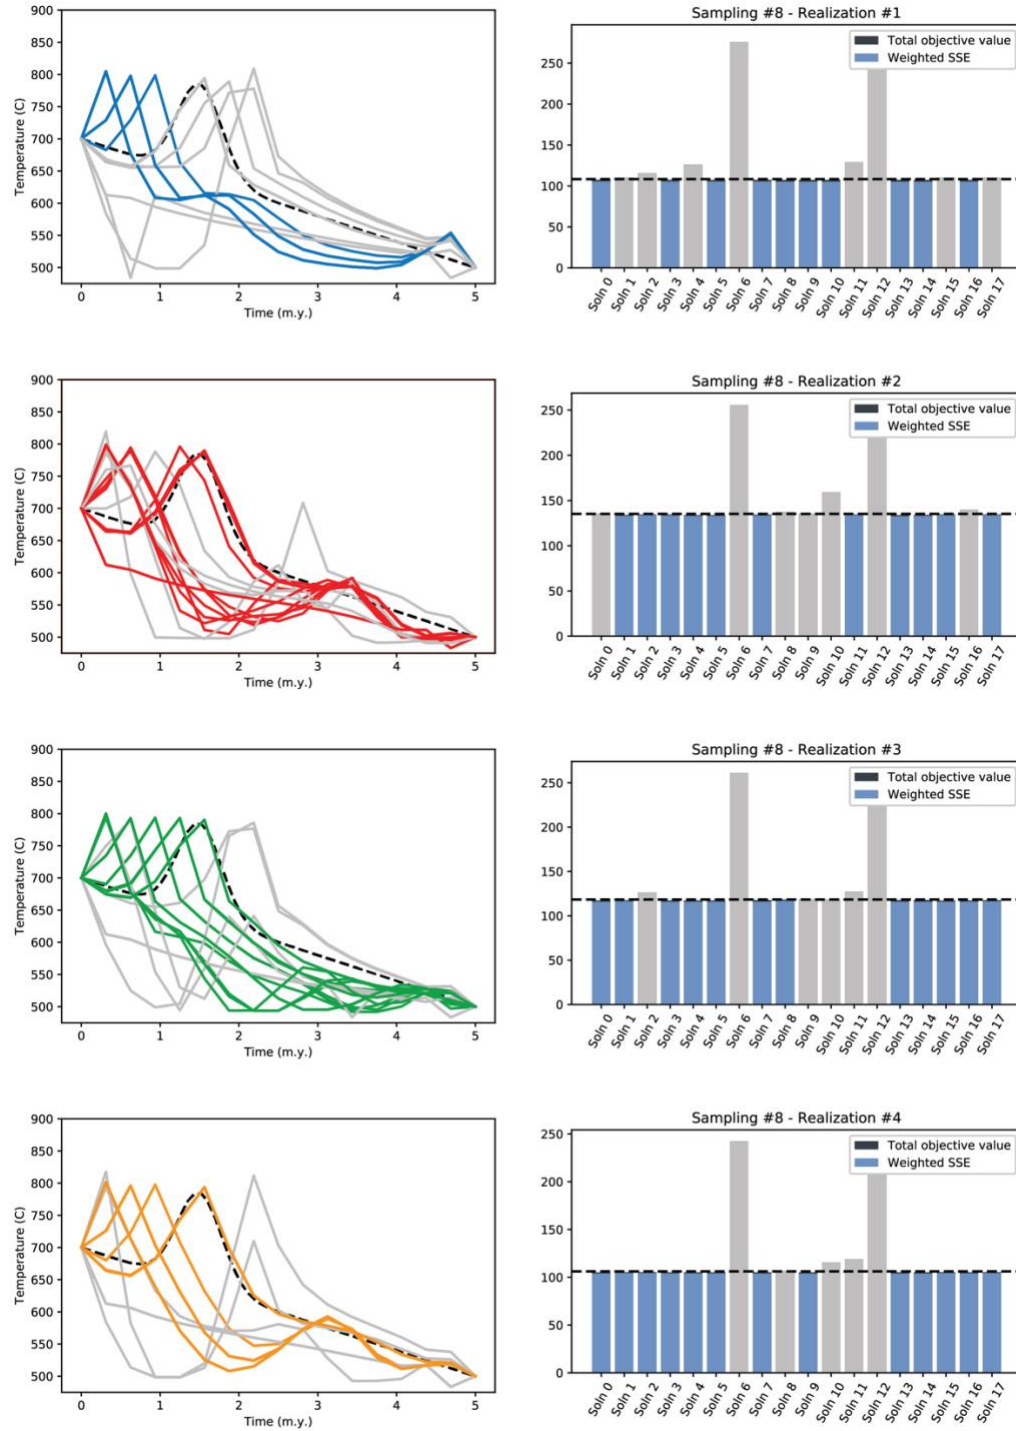 900
850
800
750
700
650
600
550
500
Temperature (C)
0 1 2 3 4 5
Time (m.y.)
Sampling #8 - Realization #1
Total objective value
Weighted SSE
250
200
150
100
50
0
Soln 0 Soln 1 Soln 2 Soln 3 Soln 4 Soln 5 Soln 6 Soln 7 Soln 8 Soln 9 Soln 10 Soln 11 Soln 12 Soln 13 Soln 14 Soln 15 Soln 16 Soln 17
900
850
800
750
700
650
600
550
500
Temperature (C)
0 1 2 3 4 5
Time (m.y.)
Sampling #8 - Realization #2
Total objective value
Weighted SSE
250
200
150
100
50
0
Soln 0 Soln 1 Soln 2 Soln 3 Soln 4 Soln 5 Soln 6 Soln 7 Soln 8 Soln 9 Soln 10 Soln 11 Soln 12 Soln 13 Soln 14 Soln 15 Soln 16 Soln 17
900
850
800
750
700
650
600
550
500
Temperature (C)
0 1 2 3 4 5
Time (m.y.)
Sampling #8 - Realization #3
Total objective value
Weighted SSE
250
200
150
100
50
0
Soln 0 Soln 1 Soln 2 Soln 3 Soln 4 Soln 5 Soln 6 Soln 7 Soln 8 Soln 9 Soln 10 Soln 11 Soln 12 Soln 13 Soln 14 Soln 15 Soln 16 Soln 17
900
850
800
750
700
650
600
550
500
Temperature (C)
0 1 2 3 4 5
Time (m.y.)
Sampling #8 - Realization #4
Total objective value
Weighted SSE
250
200
150
100
50
0
Soln 0 Soln 1 Soln 2 Soln 3 Soln 4 Soln 5 Soln 6 Soln 7 Soln 8 Soln 9 Soln 10 Soln 11 Soln 12 Soln 13 Soln 14 Soln 15 Soln 16 Soln 17